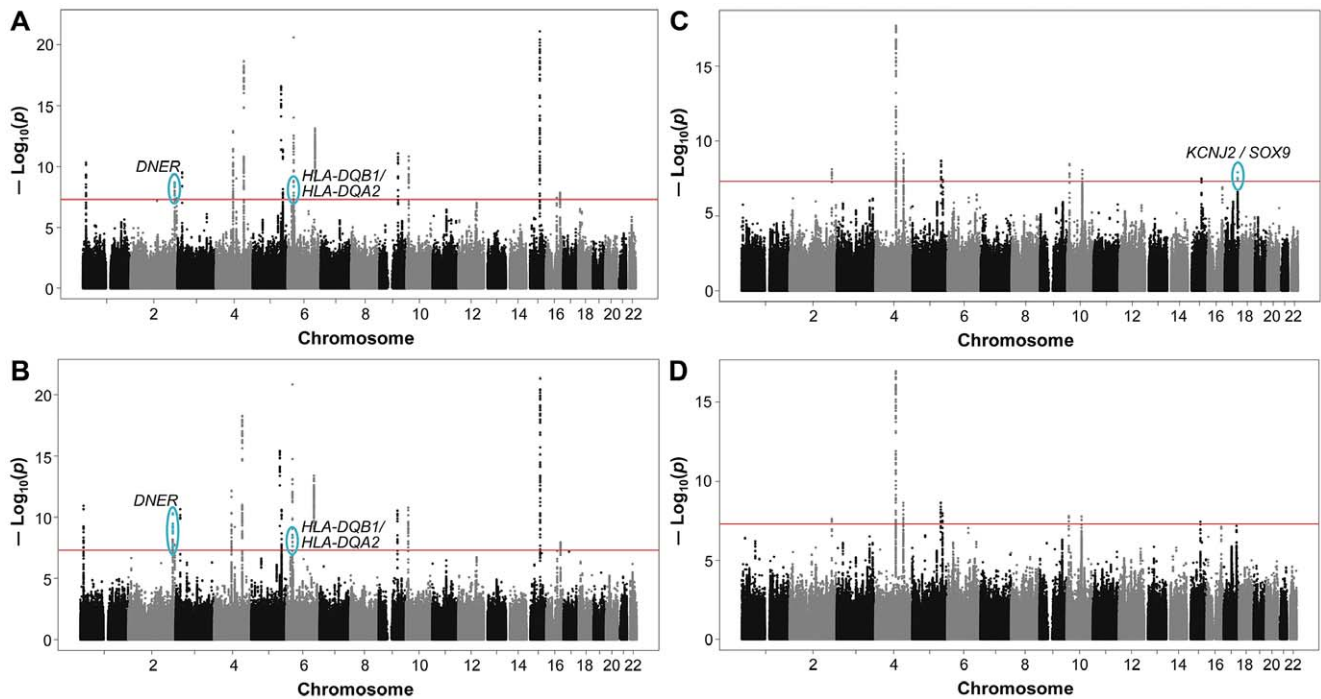 A
20
15
10
5
0
— Log10(p)
DNER
HLA-DQB1/
HLA-DQA2
2 4 6 8 10 12 14 16 18 20 22
Chromosome
C
15
10
5
0
— Log10(p)
KCNJ2 / SOX9
2 4 6 8 10 12 14 16 18 20 22
Chromosome
B
20
15
10
5
0
— Log10(p)
DNER
HLA-DQB1/
HLA-DQA2
2 4 6 8 10 12 14 16 18 20 22
Chromosome
D
15
10
5
0
— Log10(p)
2 4 6 8 10 12 14 16 18 20 22
Chromosome